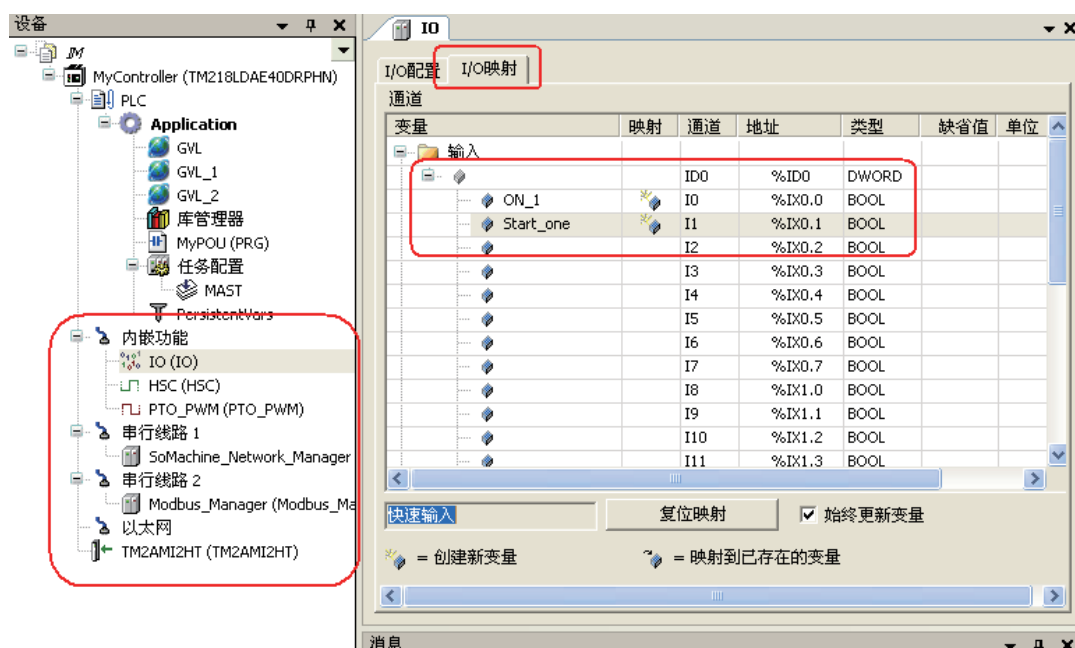 设备
JM
MyController (TM218LDAE40DRPHN)
PLC
Application
GVL
GVL_1
GVL_2
库管理器
MyPOU (PRG)
任务配置
MAST
PersistentVars
内嵌功能
IO (IO)
HSC (HSC)
PTO_PWM (PTO_PWM)
串行线路 1
SoMachine_Network_Manager
串行线路 2
Modbus_Manager (Modbus_Ma
以太网
TM2AMI2HT (TM2AMI2HT)
IO
I/O配置 I/O映射
通道
变量 映射 通道 地址 类型 缺省值 单位
输入
ID0 %ID0 DWORD
ON_1 I0 %IX0.0 BOOL
Start_one I1 %IX0.1 BOOL
I2 %IX0.2 BOOL
I3 %IX0.3 BOOL
I4 %IX0.4 BOOL
I5 %IX0.5 BOOL
I6 %IX0.6 BOOL
I7 %IX0.7 BOOL
I8 %IX1.0 BOOL
I9 %IX1.1 BOOL
I10 %IX1.2 BOOL
I11 %IX1.3 BOOL
快速输入 复位映射 始终更新变量
= 创建新变量 = 映射到已存在的变量
消息